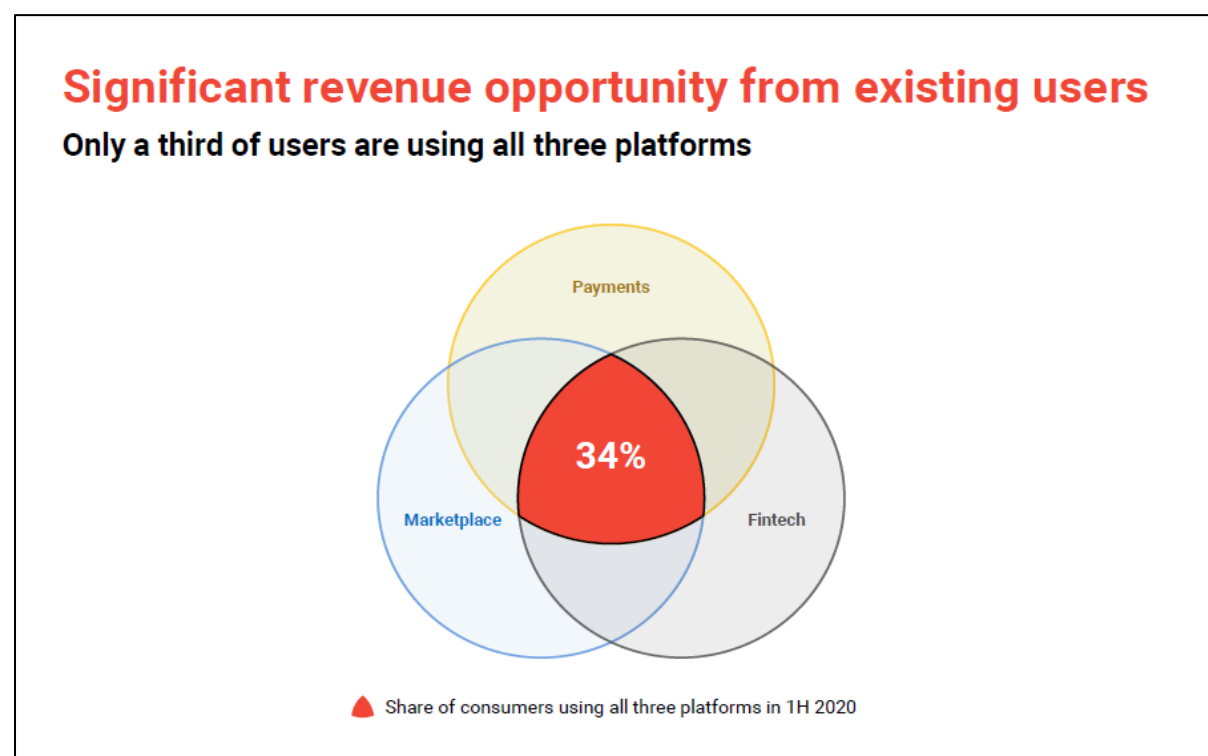 Significant revenue opportunity from existing users
Only a third of users are using all three platforms
Payments
34%
Marketplace
Fintech
Share of consumers using all three platforms in 1H 2020